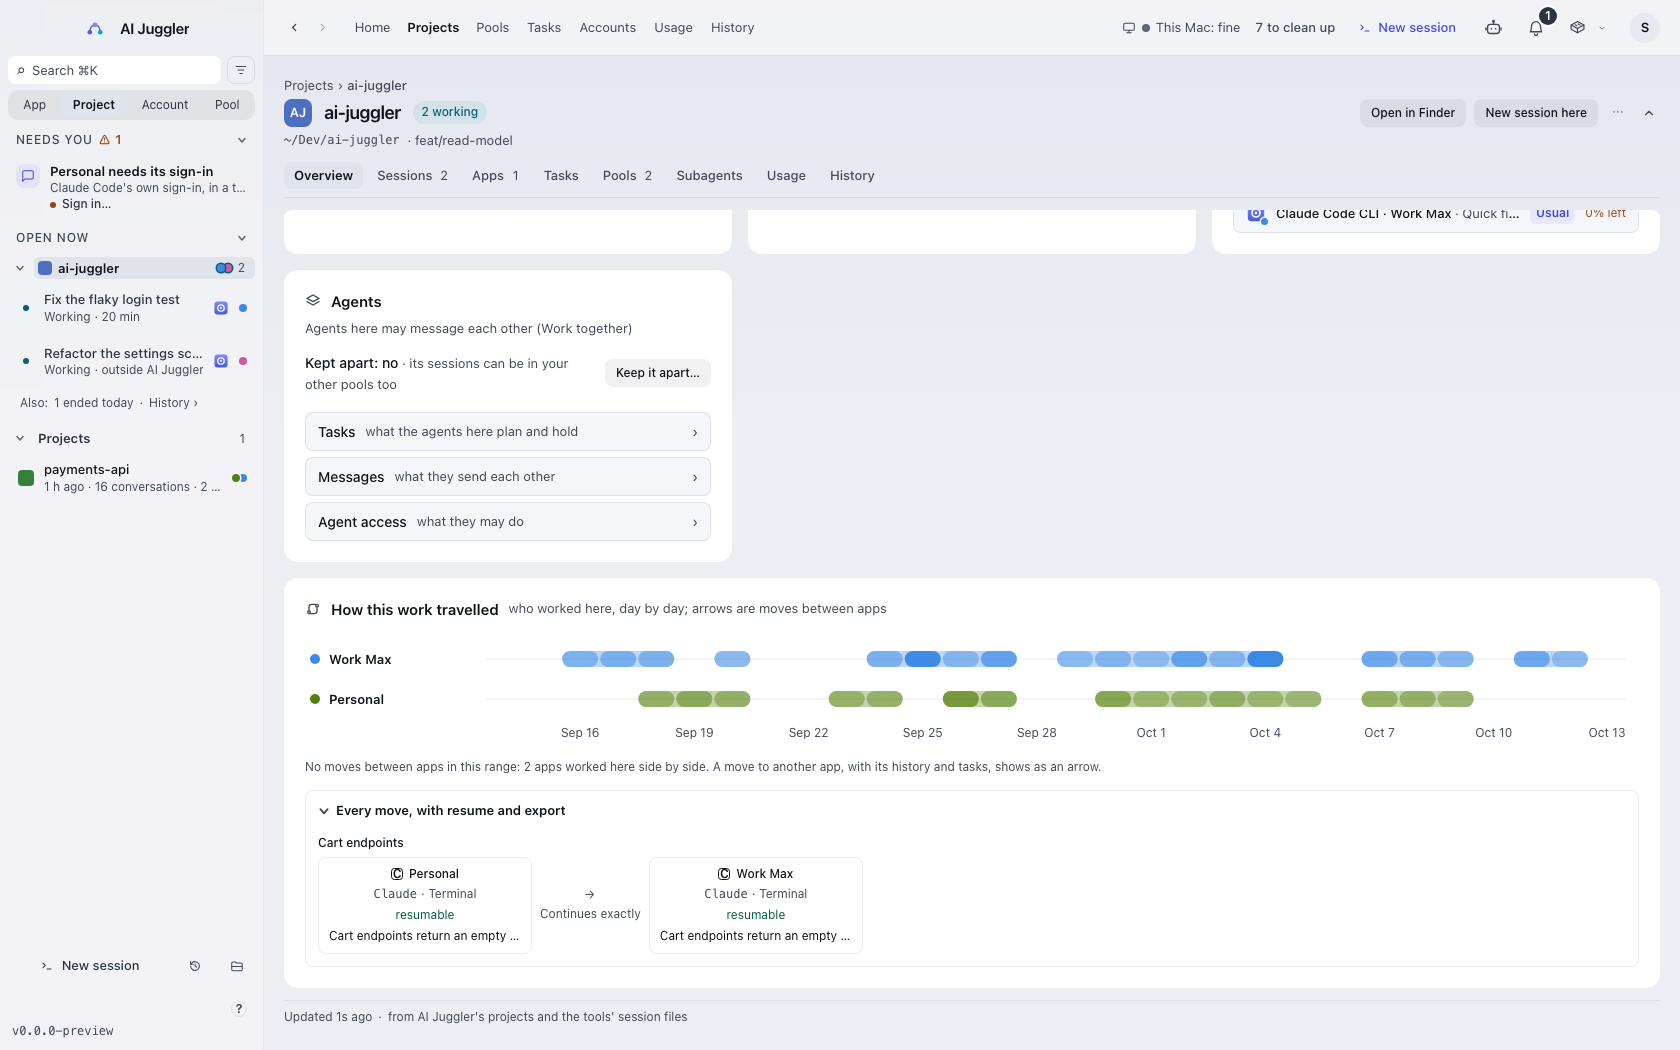 AI Juggler
Search ⌘K
App Project Account Pool
NEEDS YOU 1
Personal needs its sign-in
Claude Code's own sign-in, in a t...
Sign in...
OPEN NOW
ai-juggler 2
Fix the flaky login test
Working · 20 min
Refactor the settings sc...
Working · outside AI Juggler
Also: 1 ended today · History ›
Projects 1
payments-api
1 h ago · 16 conversations · 2 ...
New session
?
v0.0.0-preview
Home Projects Pools Tasks Accounts Usage History
This Mac: fine 7 to clean up New session 1 S
Projects › ai-juggler
AJ ai-juggler 2 working
Open in Finder New session here
~/Dev/ai-juggler · feat/read-model
Overview Sessions 2 Apps 1 Tasks Pools 2 Subagents Usage History
Claude Code CLI · Work Max · Quick fi... Usual 0% left
Agents
Agents here may message each other (Work together)
Kept apart: no · its sessions can be in your
other pools too
Keep it apart...
Tasks what the agents here plan and hold ›
Messages what they send each other ›
Agent access what they may do ›
How this work travelled who worked here, day by day; arrows are moves between apps
Work Max
Personal
Sep 16 Sep 19 Sep 22 Sep 25 Sep 28 Oct 1 Oct 4 Oct 7 Oct 10 Oct 13
No moves between apps in this range: 2 apps worked here side by side. A move to another app, with its history and tasks, shows as an arrow.
Every move, with resume and export
Cart endpoints
Personal
Claude · Terminal
resumable
Cart endpoints return an empty ...
→
Continues exactly
Work Max
Claude · Terminal
resumable
Cart endpoints return an empty ...
Updated 1s ago · from AI Juggler's projects and the tools' session files